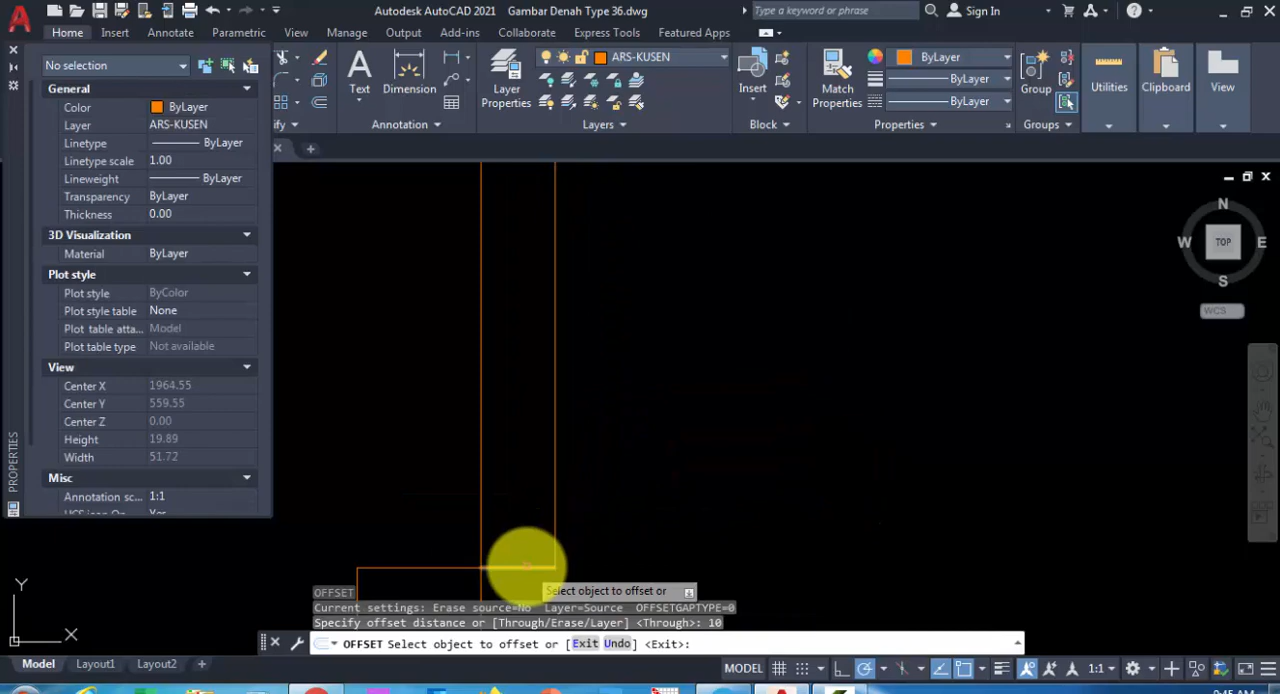 Autodesk AutoCAD 2021 Gambar Denah Type 36.dwg
Type a keyword or phrase
Sign In
Home Insert Annotate Parametric View Manage Output Add-ins Collaborate Express Tools Featured Apps
No selection
General
Color ByLayer
Layer ARS-KUSEN
Linetype ByLayer
Linetype scale 1.00
Lineweight ByLayer
Transparency ByLayer
Thickness 0.00
3D Visualization
Material ByLayer
Plot style
Plot style ByColor
Plot style table None
Plot table atta... Model
Plot table type Not available
View
Center X 1964.55
Center Y 559.55
Center Z 0.00
Height 19.89
Width 51.72
Misc
Annotation sc... 1:1
PROPERTIES
Text
Dimension
Annotation
Layer
Properties
ARS-KUSEN
Layers
Insert
Block
Match
Properties
ByLayer
ByLayer
ByLayer
Properties
Group
Groups
Utilities
Clipboard
View
N
W TOP E
S
WCS
Y
X
OFFSET
Select object to offset or
Current settings: Erase source=No Layer=Source OFFSETGAPTYPE=0
Specify offset distance or [Through/Erase/Layer] <Through>: 10
OFFSET Select object to offset or [Exit Undo] <Exit>:
Model Layout1 Layout2 +
MODEL
1:1